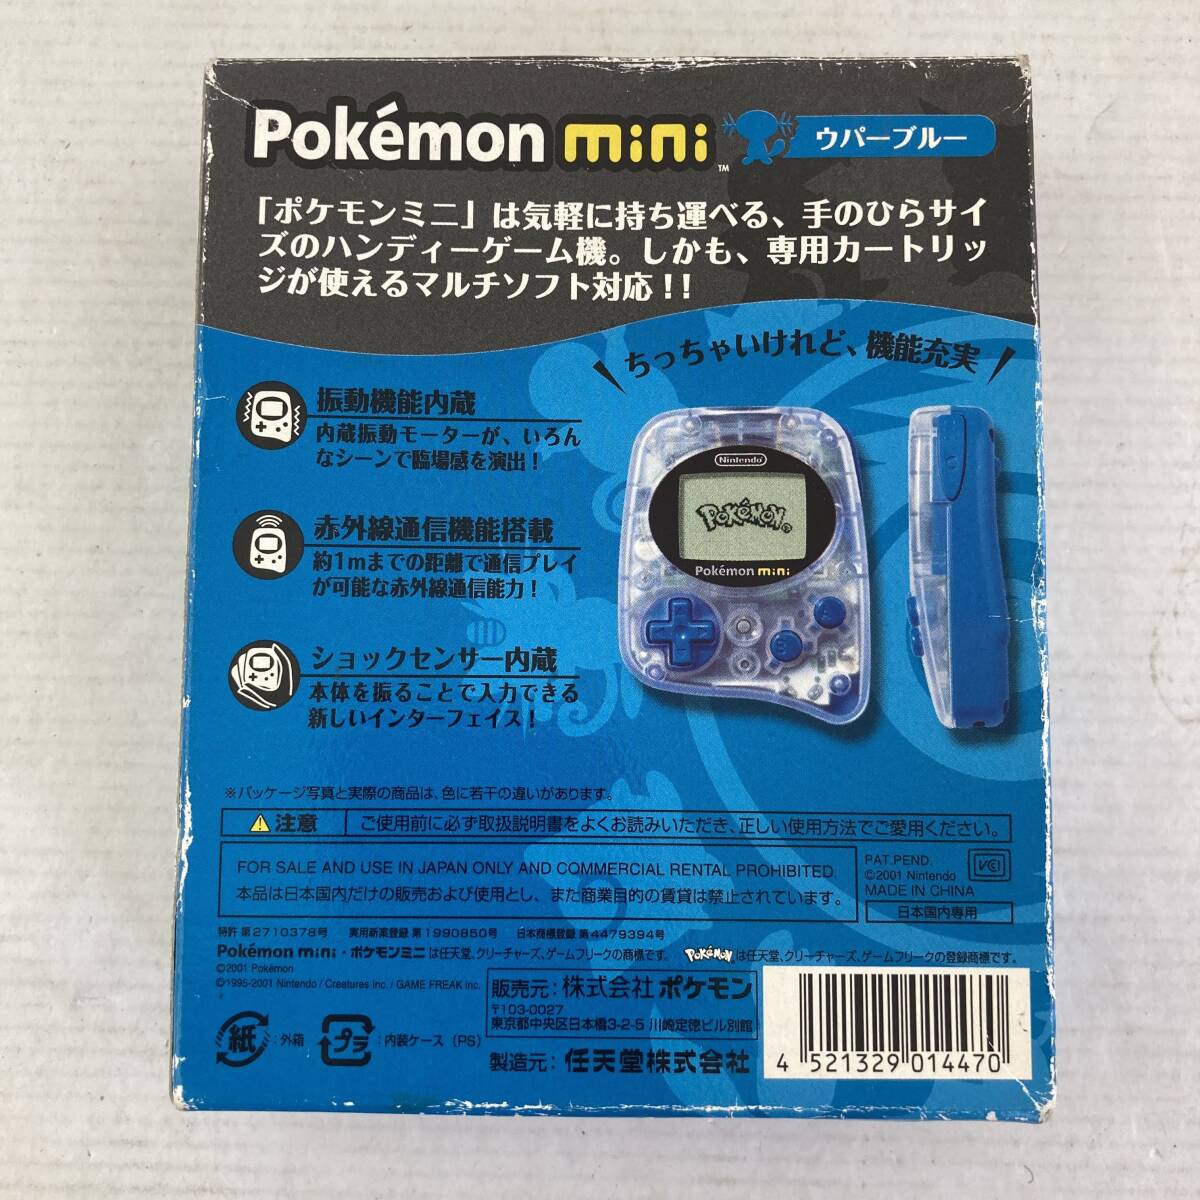 Pokémon mini ™ ウパーブルー
「ポケモンミニ」は気軽に持ち運べる、手のひらサイ
ズのハンディーゲーム機。しかも、専用カートリッ
ジが使えるマルチソフト対応！！
ちっちゃいけれど、機能充実
振動機能内蔵
内蔵振動モーターが、いろん
なシーンで臨場感を演出！
赤外線通信機能搭載
約1mまでの距離で通信プレイ
が可能な赤外線通信能力！
ショックセンサー内蔵
本体を振ることで入力できる
新しいインターフェイス！
Nintendo
POKéMON
Pokémon mini
※パッケージ写真と実際の商品は、色に若干の違いがあります。
注意 ご使用前に必ず取扱説明書をよくお読みいただき、正しい使用方法でご愛用ください。
FOR SALE AND USE IN JAPAN ONLY AND COMMERCIAL RENTAL PROHIBITED.
本品は日本国内だけの販売および使用とし、また商業目的の賃貸は禁止されています。
PAT.PEND.
©2001 Nintendo
MADE IN CHINA
VCI
日本国内専用
特許 第2710378号 実用新案登録 第1990850号 日本商標登録 第4479394号
Pokémon mini・ポケモンミニは任天堂、クリーチャーズ、ゲームフリークの商標です。 POKéMONは任天堂、クリーチャーズ、ゲームフリークの登録商標です。
©2001 Pokémon
©1995-2001 Nintendo / Creatures inc. / GAME FREAK inc.
販売元：株式会社 ポケモン
〒103-0027
東京都中央区日本橋3-2-5 川崎定徳ビル別館
紙：外箱 プラ：内装ケース（PS）
製造元：任天堂株式会社
4 521329 014470